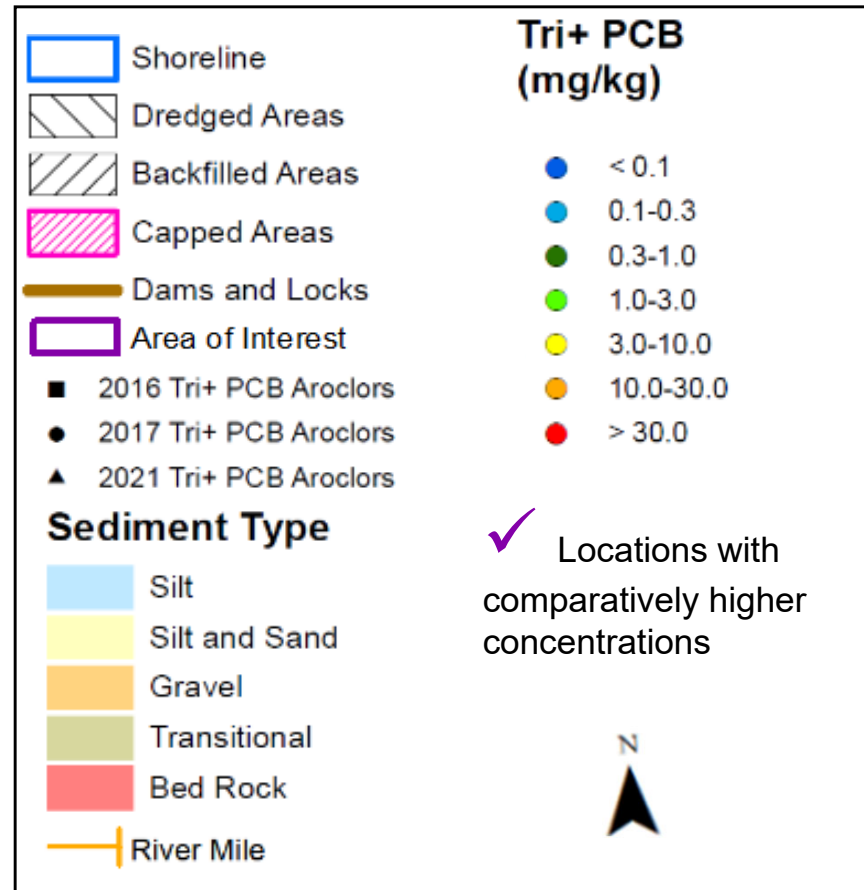 Shoreline
Dredged Areas
Backfilled Areas
Capped Areas
Dams and Locks
Area of Interest
2016 Tri+ PCB Aroclors
2017 Tri+ PCB Aroclors
2021 Tri+ PCB Aroclors
Sediment Type
Silt
Silt and Sand
Gravel
Transitional
Bed Rock
River Mile
Tri+ PCB
(mg/kg)
< 0.1
0.1-0.3
0.3-1.0
1.0-3.0
3.0-10.0
10.0-30.0
> 30.0
Locations with
comparatively higher
concentrations
N